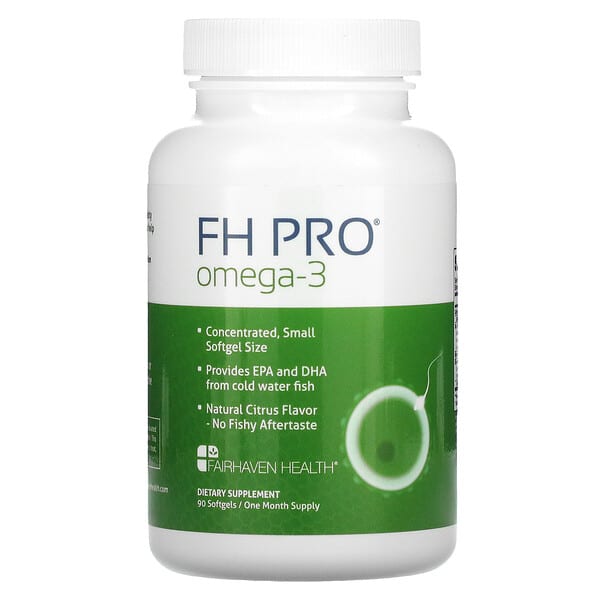 FH PRO®
omega-3
• Concentrated, Small
Softgel Size
• Provides EPA and DHA
from cold water fish
• Natural Citrus Flavor
- No Fishy Aftertaste
FAIRHAVEN HEALTH®
DIETARY SUPPLEMENT
90 Softgels / One Month Supply